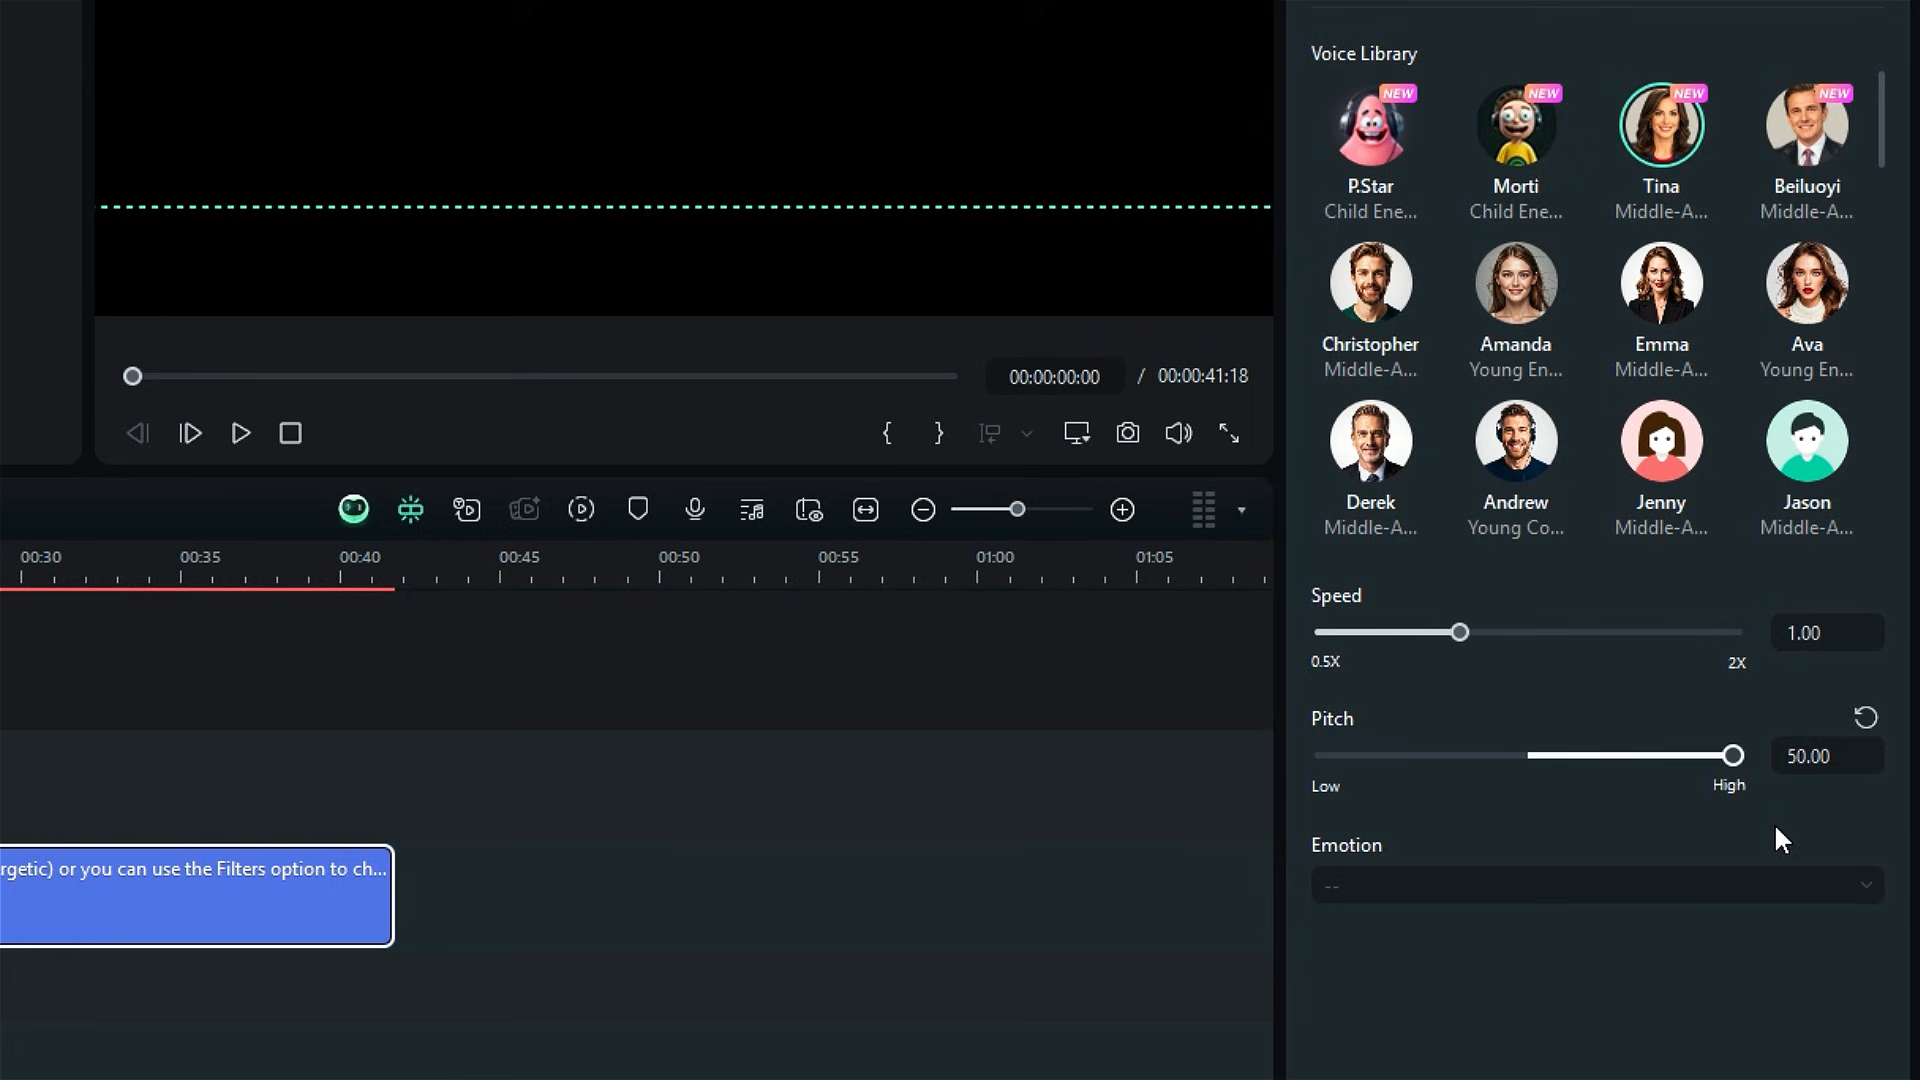 Voice Library
NEW NEW NEW NEW
P.Star Morti Tina Beiluoyi
Child Ene... Child Ene... Middle-A... Middle-A...
Christopher Amanda Emma Ava
Middle-A... Young En... Middle-A... Young En...
Derek Andrew Jenny Jason
Middle-A... Young Co... Middle-A... Middle-A...
Speed
1.00
0.5X 2X
Pitch
50.00
Low High
Emotion
--
00:00:00:00 / 00:00:41:18
00:30 00:35 00:40 00:45 00:50 00:55 01:00 01:05
rgetic) or you can use the Filters option to ch...